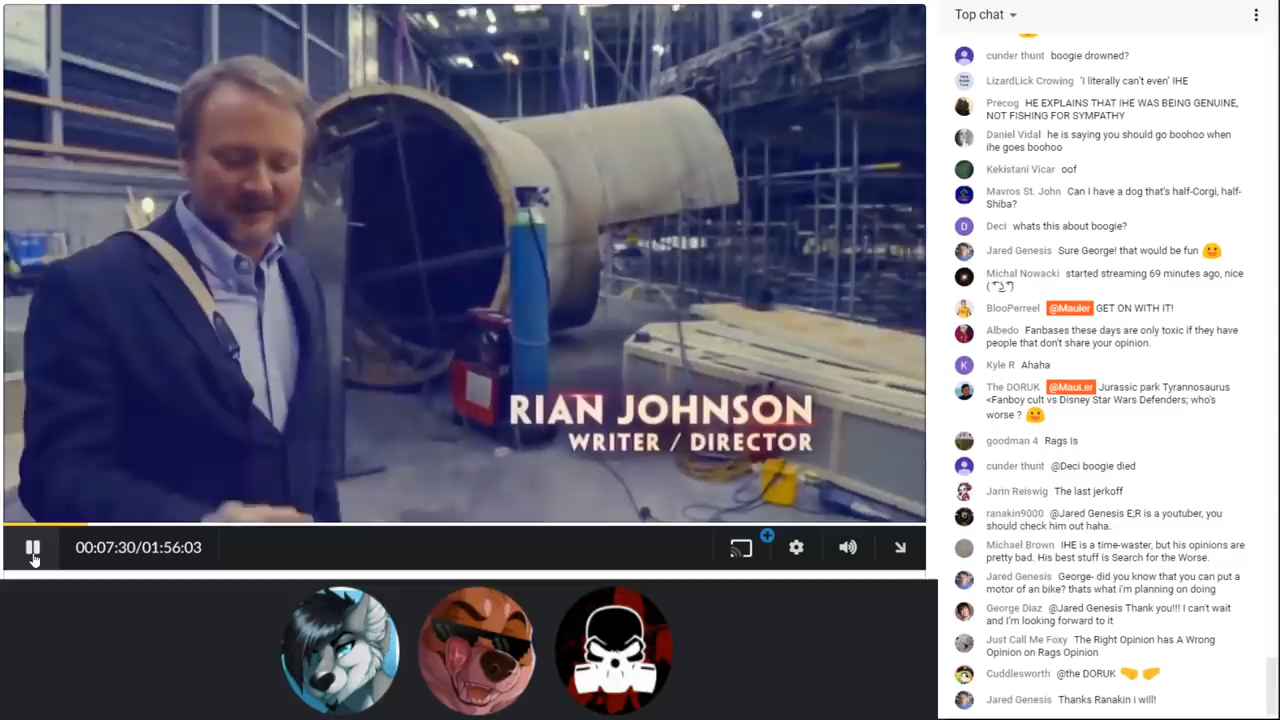 RIAN JOHNSON
WRITER / DIRECTOR
00:07:30/01:56:03
Top chat
cunder thunt boogie drowned?
LizardLick Crowing 'I literally can't even' IHE
Precog HE EXPLAINS THAT IHE WAS BEING GENUINE,
NOT FISHING FOR SYMPATHY
Daniel Vidal he is saying you should go boohoo when
ihe goes boohoo
Kekistani Vicar oof
Mavros St. John Can I have a dog that's half-Corgi, half-
Shiba?
D
Deci whats this about boogie?
Jared Genesis Sure George! that would be fun
Michal Nowacki started streaming 69 minutes ago, nice
BlooPerreel @Mauler GET ON WITH IT!
Albedo Fanbases these days are only toxic if they have
people that don't share your opinion.
K
Kyle R Ahaha
The DORUK @MauLer Jurassic park Tyrannosaurus
<Fanboy cult vs Disney Star Wars Defenders; who's
worse ?
goodman 4 Rags Is
cunder thunt @Deci boogie died
Jarin Reiswig The last jerkoff
ranakin9000 @Jared Genesis E;R is a youtuber, you
should check him out haha.
Michael Brown IHE is a time-waster, but his opinions are
pretty bad. His best stuff is Search for the Worse.
Jared Genesis George- did you know that you can put a
motor of an bike? thats what i'm planning on doing
George Diaz @Jared Genesis Thank you!!! I can't wait
and I'm looking forward to it
Just Call Me Foxy The Right Opinion has A Wrong
Opinion on Rags Opinion
Cuddlesworth @the DORUK
Jared Genesis Thanks Ranakin i will!